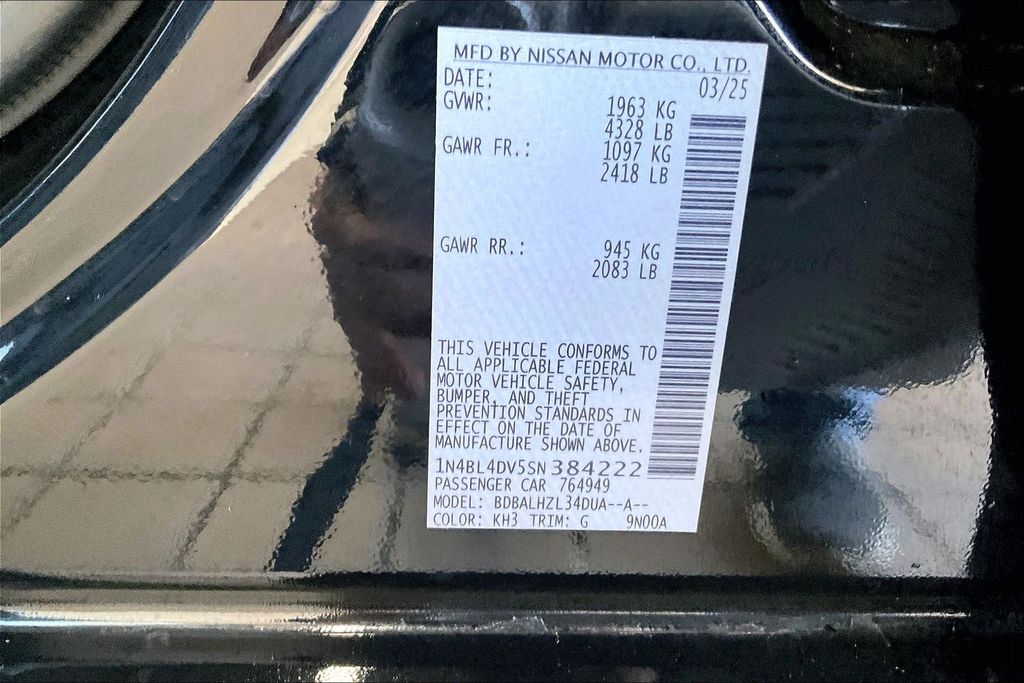 MFD BY NISSAN MOTOR CO., LTD.
DATE: 03/25
GVWR: 1963 KG
4328 LB
GAWR FR.: 1097 KG
2418 LB
GAWR RR.: 945 KG
2083 LB
THIS VEHICLE CONFORMS TO
ALL APPLICABLE FEDERAL
MOTOR VEHICLE SAFETY,
BUMPER, AND THEFT
PREVENTION STANDARDS IN
EFFECT ON THE DATE OF
MANUFACTURE SHOWN ABOVE.
1N4BL4DV5SN384222
PASSENGER CAR 764949
MODEL: BDBALHZL34DUA--A--
COLOR: KH3 TRIM: G 9N00A